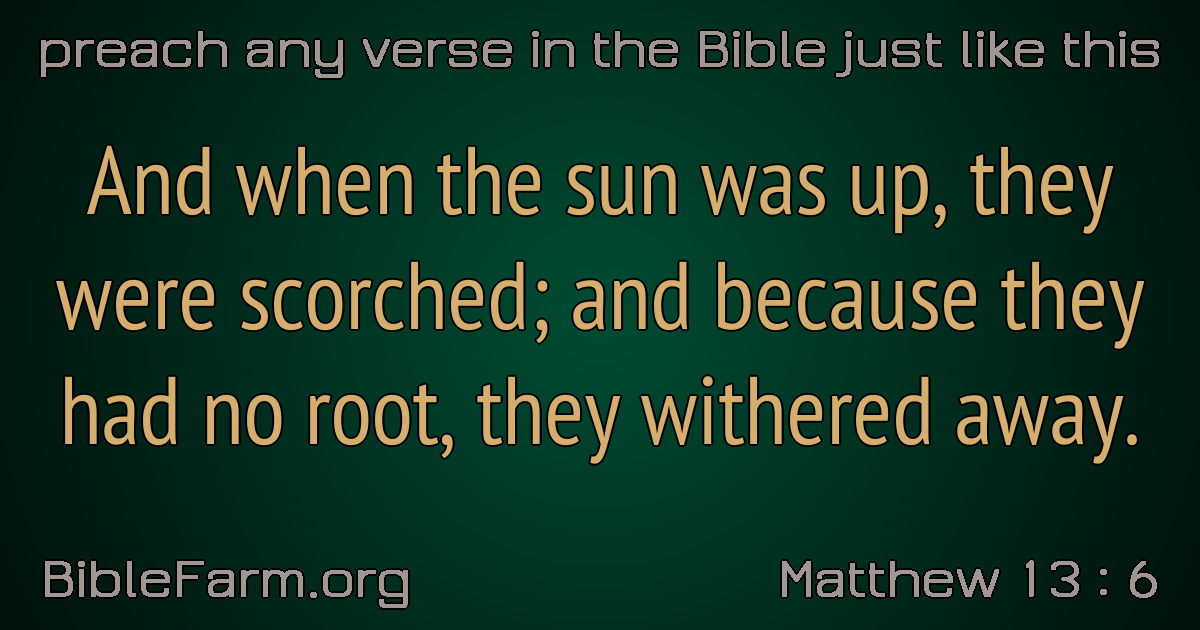 preach any verse in the Bible just like this
And when the sun was up, they
were scorched; and because they
had no root, they withered away.
BibleFarm.org
Matthew 13 : 6